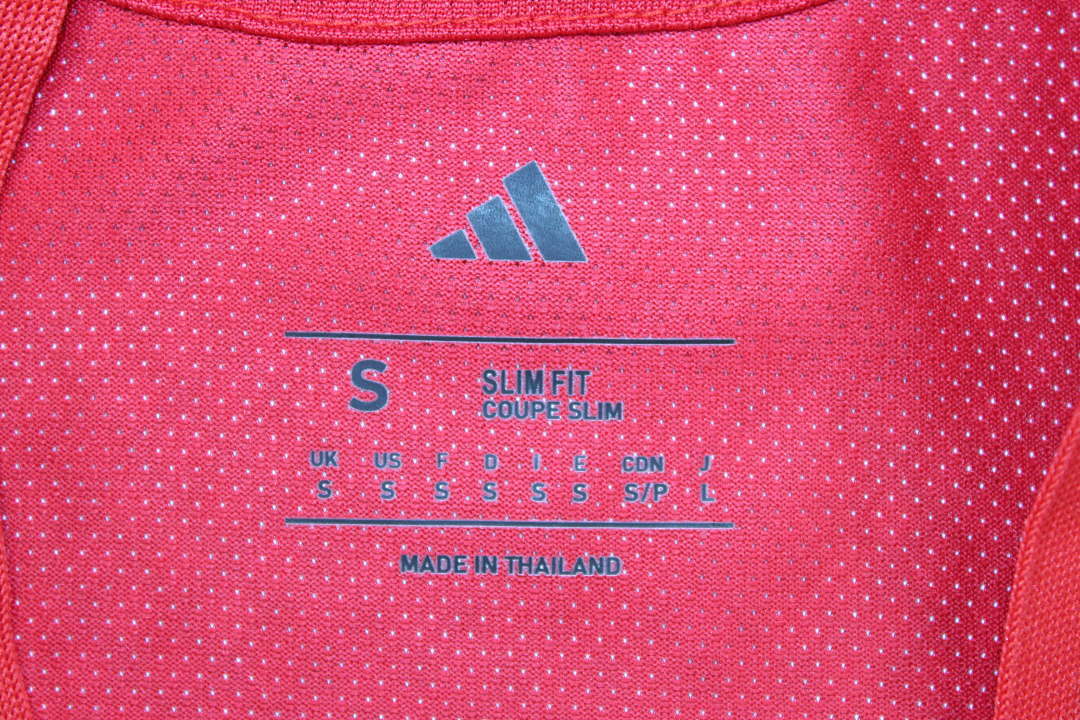 S
SLIM FIT
COUPE SLIM
UK US F D I E CDN J
S S S S S S S/P L
MADE IN THAILAND